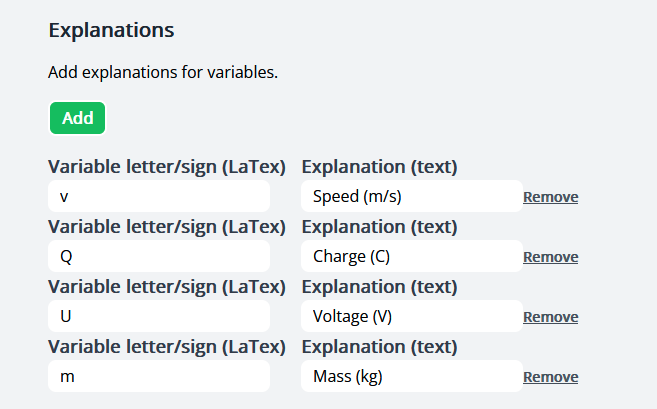 Explanations
Add explanations for variables.
Add
Variable letter/sign (LaTex) Explanation (text)
v Speed (m/s) Remove
Variable letter/sign (LaTex) Explanation (text)
Q Charge (C) Remove
Variable letter/sign (LaTex) Explanation (text)
U Voltage (V) Remove
Variable letter/sign (LaTex) Explanation (text)
m Mass (kg) Remove